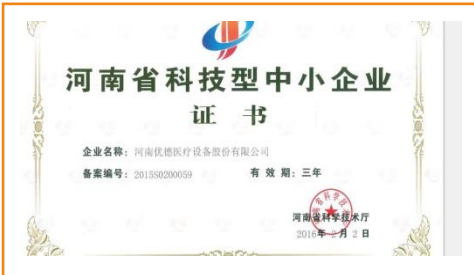 河南省科技型中小企业
证 书
企业名称：河南优德医疗设备股份有限公司
备案编号：2015S0200059 有 效 期：三年
河南省科学技术厅
2016年 2月 2 日